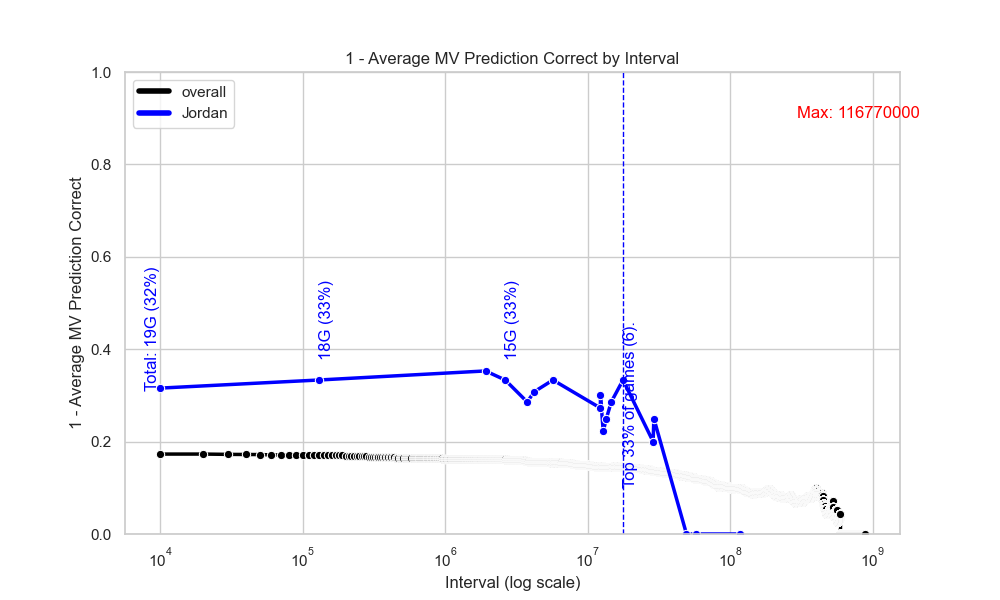 1 - Average MV Prediction Correct by Interval
1 - Average MV Prediction Correct
1.0
0.8
0.6
0.4
0.2
0.0
overall
Jordan
Max: 116770000
Total: 19G (32%)
18G (33%)
15G (33%)
Top 33% of games (6).
10^4
10^5
10^6
10^7
10^8
10^9
Interval (log scale)